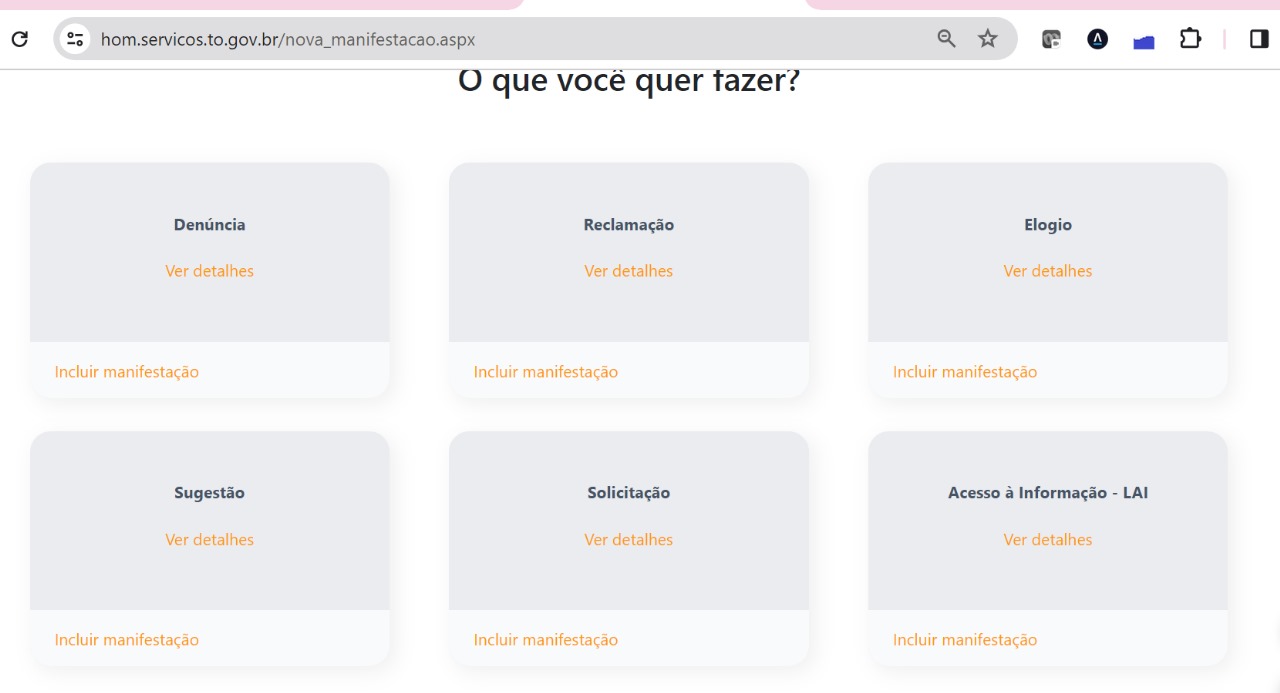 hom.servicos.to.gov.br/nova_manifestacao.aspx
O que você quer fazer?
Denúncia
Ver detalhes
Incluir manifestação
Reclamação
Ver detalhes
Incluir manifestação
Elogio
Ver detalhes
Incluir manifestação
Sugestão
Ver detalhes
Incluir manifestação
Solicitação
Ver detalhes
Incluir manifestação
Acesso à Informação - LAI
Ver detalhes
Incluir manifestação